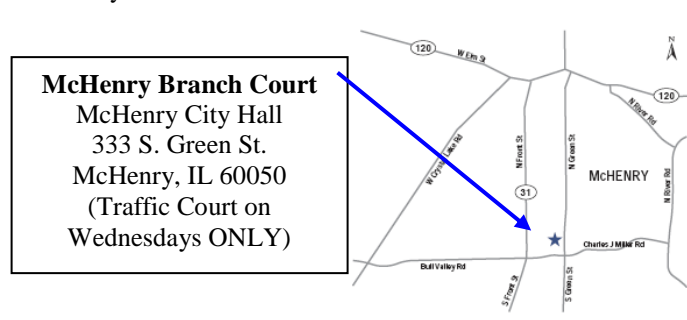 McHenry Branch Court
McHenry City Hall
333 S. Green St.
McHenry, IL 60050
(Traffic Court on
Wednesdays ONLY)
N
120
W Elm St
120
N River Rd
W Crystal Lake Rd
N Front St
N Green St
McHENRY
N River Rd
31
Charles J Miller Rd
Bull Valley Rd
S Front St
S Green St